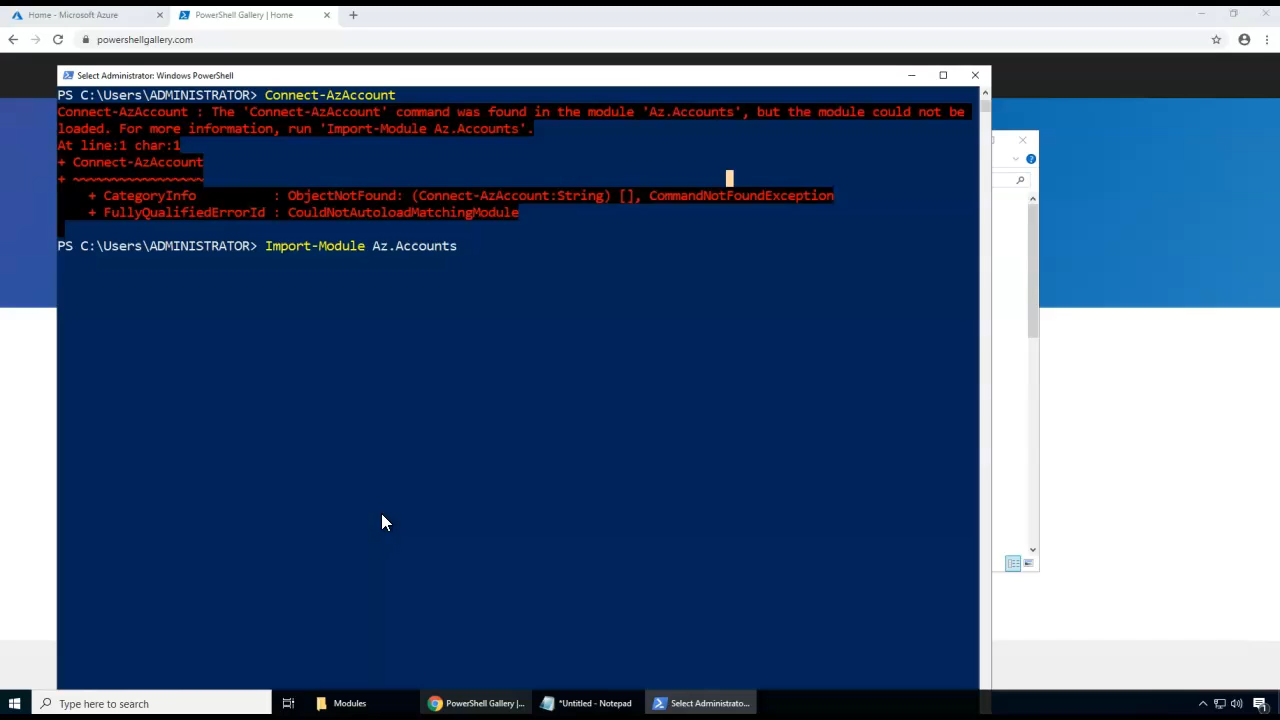 Home - Microsoft Azure
PowerShell Gallery | Home
powershellgallery.com
Select Administrator: Windows PowerShell
PS C:\Users\ADMINISTRATOR> Connect-AzAccount
Connect-AzAccount : The 'Connect-AzAccount' command was found in the module 'Az.Accounts', but the module could not be
loaded. For more information, run 'Import-Module Az.Accounts'.
At line:1 char:1
+ Connect-AzAccount
+ ~~~~~~~~~~~~~~~~~
+ CategoryInfo : ObjectNotFound: (Connect-AzAccount:String) [], CommandNotFoundException
+ FullyQualifiedErrorId : CouldNotAutoloadMatchingModule
PS C:\Users\ADMINISTRATOR> Import-Module Az.Accounts
Type here to search
Modules
PowerShell Gallery |...
*Untitled - Notepad
Select Administrato...